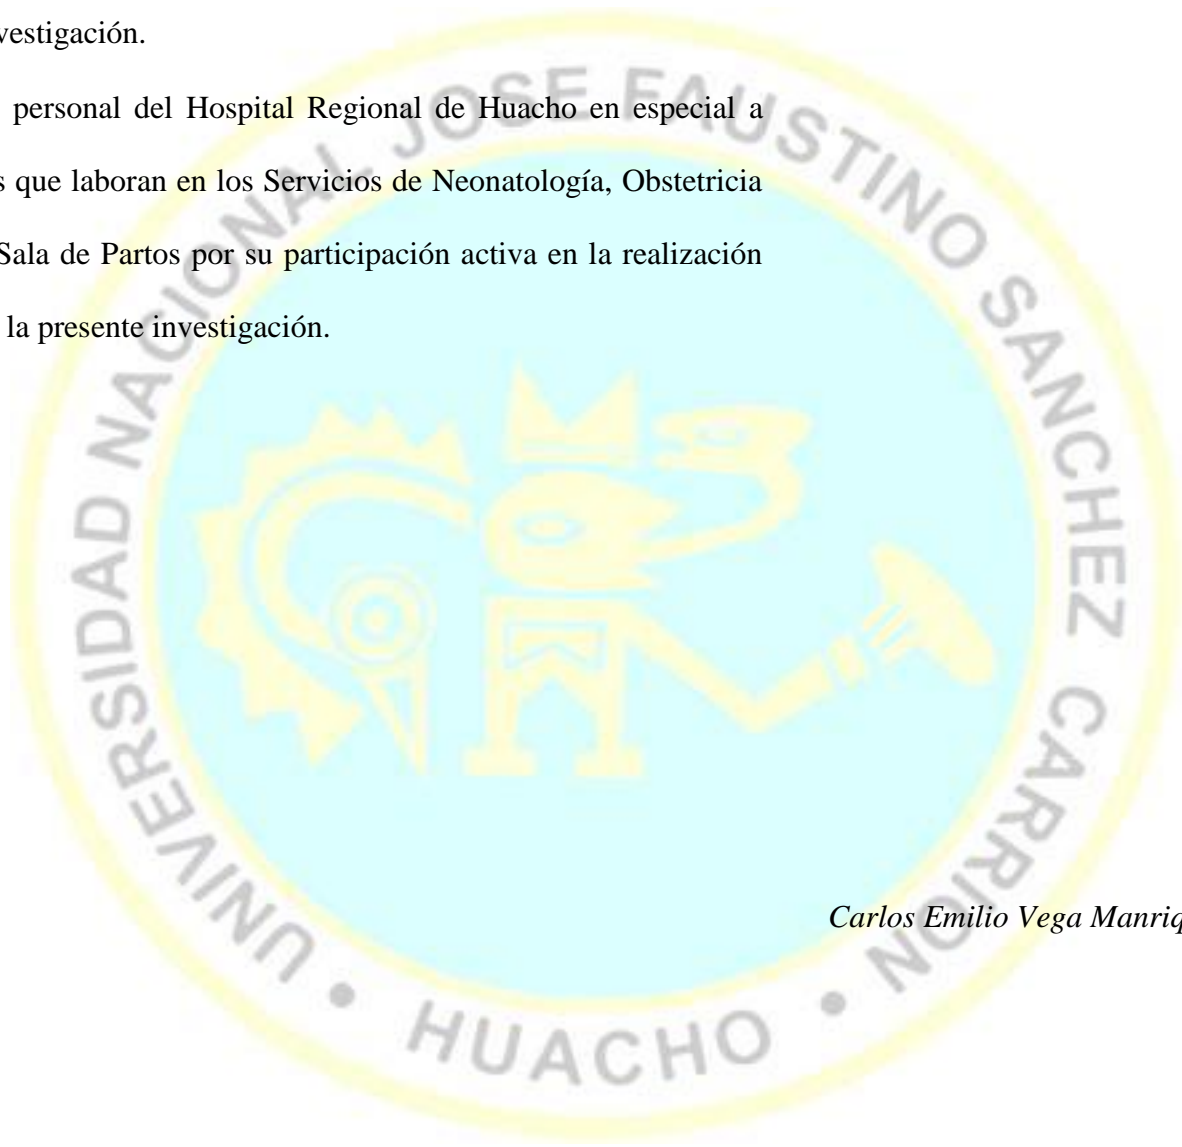 vestigación.
personal del Hospital Regional de Huacho en especial a
s que laboran en los Servicios de Neonatología, Obstetricia
Sala de Partos por su participación activa en la realización
la presente investigación.
Carlos Emilio Vega Manriq
UNIVERSIDAD NACIONAL JOSE FAUSTINO SANCHEZ CARRION • HUACHO •